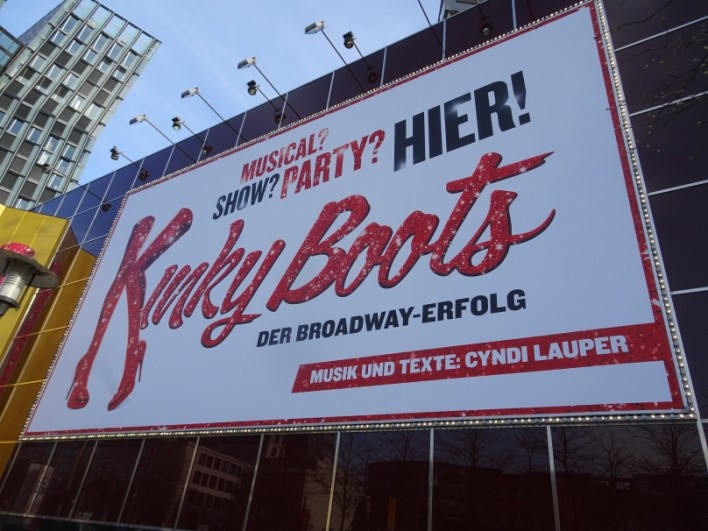 MUSICAL?
SHOW? PARTY? HIER!
Kinky Boots
DER BROADWAY-ERFOLG
MUSIK UND TEXTE: CYNDI LAUPER